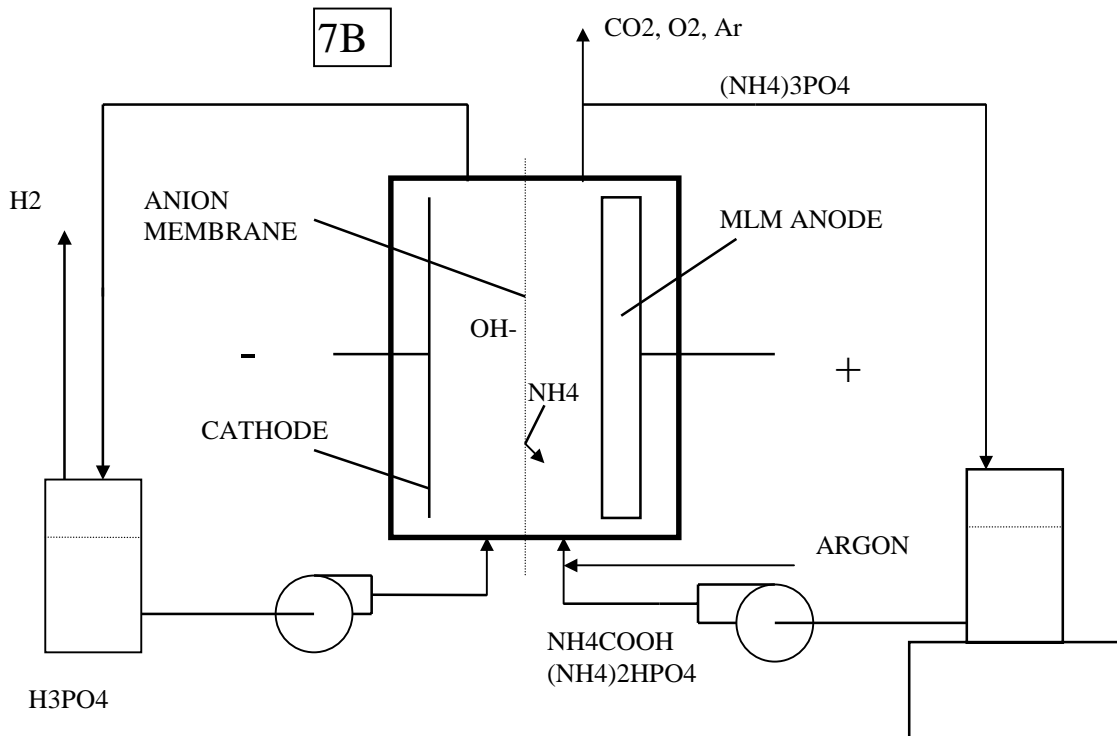 7B
CO2, O2, Ar
(NH4)3PO4
H2
ANION
MEMBRANE
MLM ANODE
OH-
-
+
NH4
CATHODE
ARGON
NH4COOH
(NH4)2HPO4
H3PO4